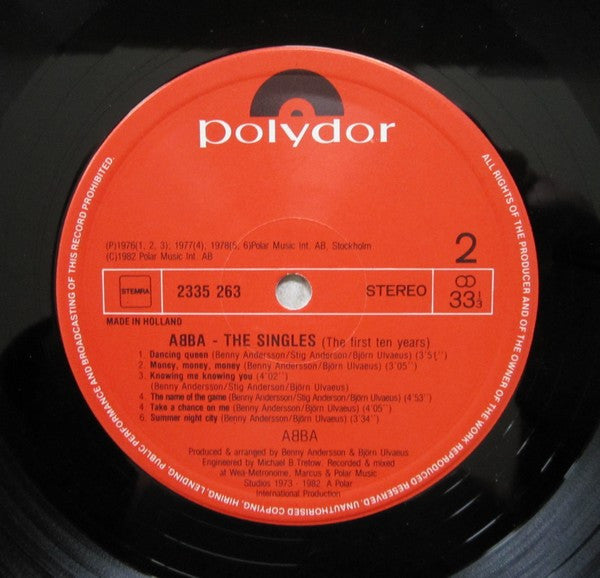 polydor
(P)1976(1, 2, 3); 1977(4), 1978(5, 6)Polar Music Int. AB, Stockholm
(C)1982 Polar Music Int. AB
2
STEMRA
2335 263
STEREO
33⅓
MADE IN HOLLAND
ABBA - THE SINGLES (The first ten years)
1. Dancing queen (Benny Andersson/Stig Anderson/Björn Ulvaeus)
2. Money, money, money (Benny Andersson/Björn Ulvaeus) (3´05´´)
3. Knowing me knowing you (4´02´´)
(Benny Andersson/Stig Anderson/Björn Ulvaeus)
4. The name of the game (Benny Andersson/Stig Anderson/Björn Ulvaeus) (4´53´´)
5. Take a chance on me (Benny Andersson/Björn Ulvaeus) (4´05´´)
6. Summer night city (Benny Andersson/Björn Ulvaeus) (3´34´´)
ABBA
Produced & arranged by Benny Andersson & Björn Ulvaeus
Engineered by Michael B.Tretow. Recorded & mixed
at Wea-Metronome, Marcus & Polar Music
Studios 1973 - 1982. A Polar
International Production
ALL RIGHTS OF THE PRODUCER AND OF THE OWNER OF THE WORK REPRODUCED RESERVED. UNAUTHORISED COPYING, HIRING, LENDING, PUBLIC PERFORMANCE AND BROADCASTING OF THIS RECORD PROHIBITED.